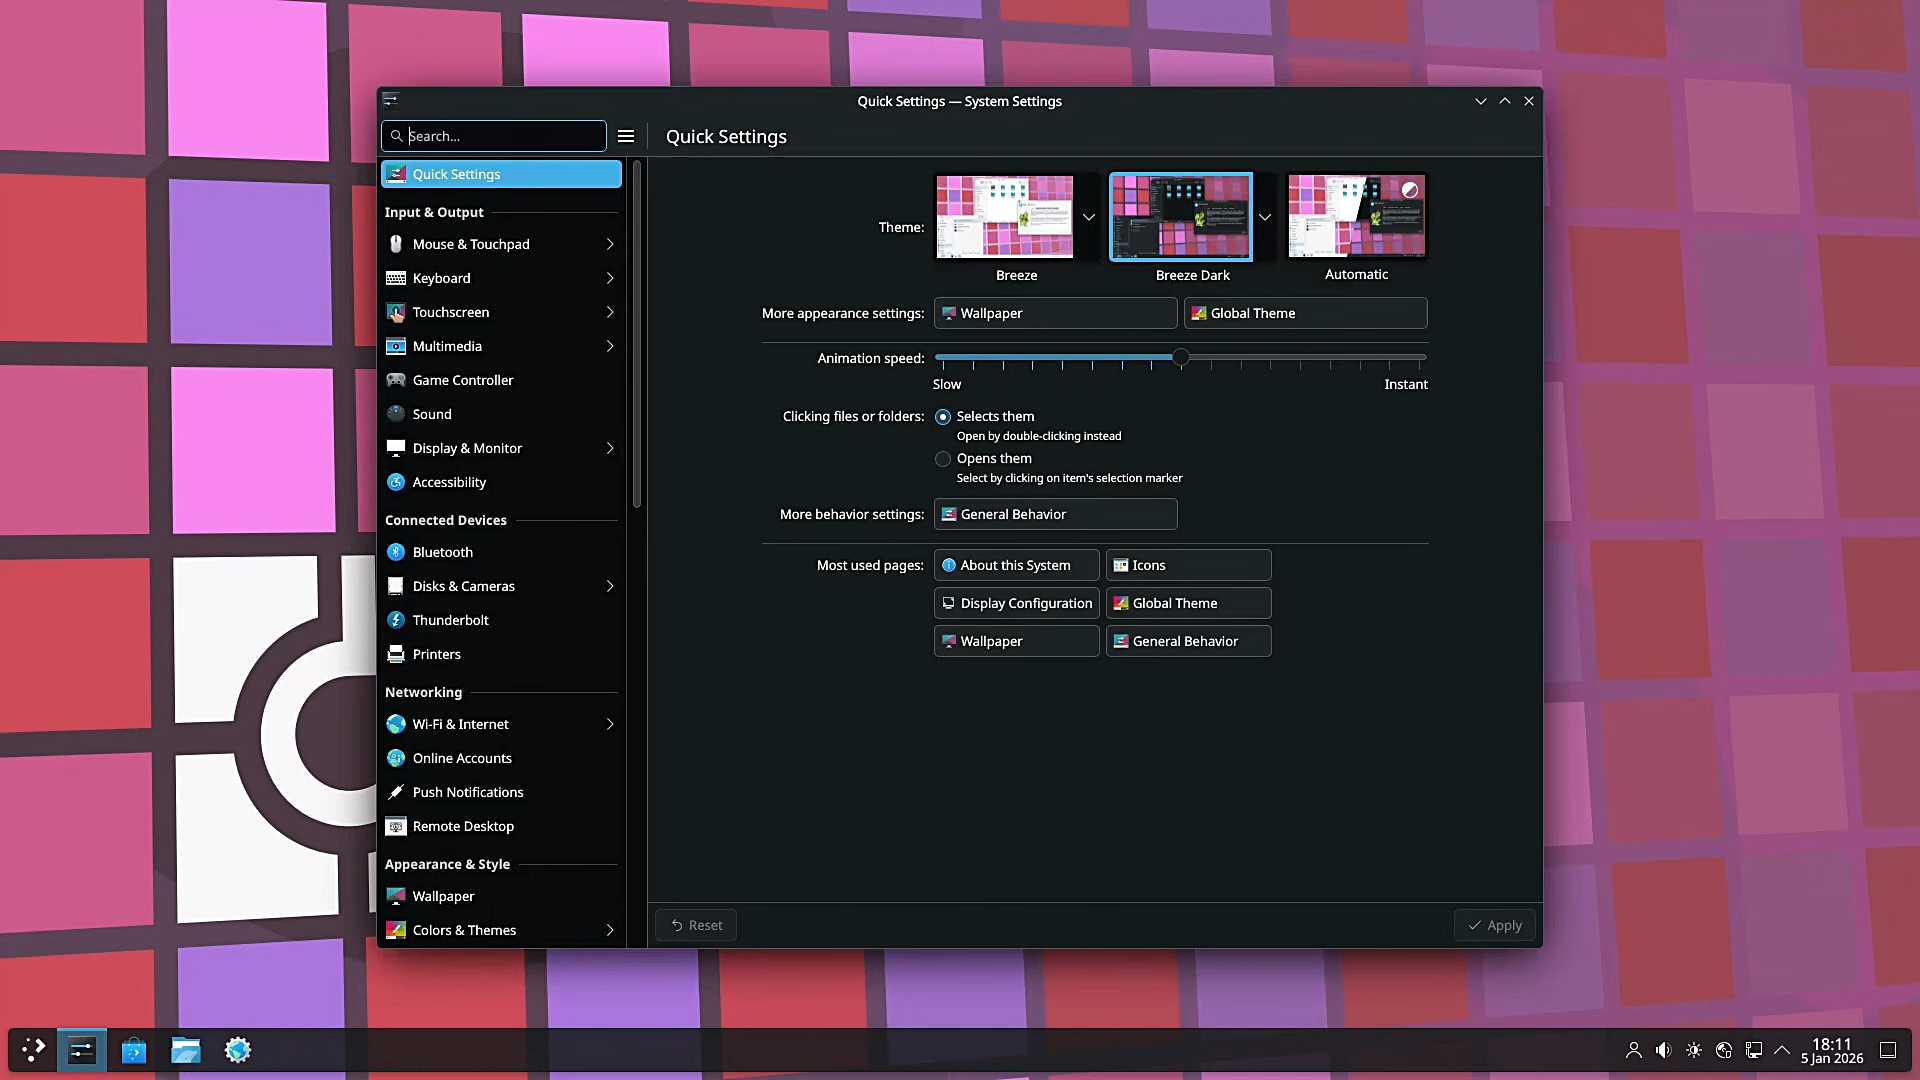 Quick Settings — System Settings
Search...
Quick Settings
Quick Settings
Input & Output
Mouse & Touchpad
Keyboard
Touchscreen
Multimedia
Game Controller
Sound
Display & Monitor
Accessibility
Connected Devices
Bluetooth
Disks & Cameras
Thunderbolt
Printers
Networking
Wi-Fi & Internet
Online Accounts
Push Notifications
Remote Desktop
Appearance & Style
Wallpaper
Colors & Themes
Theme:
Breeze
Breeze Dark
Automatic
More appearance settings:
Wallpaper
Global Theme
Animation speed:
Slow
Instant
Clicking files or folders:
Selects them
Open by double-clicking instead
Opens them
Select by clicking on item's selection marker
More behavior settings:
General Behavior
Most used pages:
About this System
Icons
Display Configuration
Global Theme
Wallpaper
General Behavior
Reset
Apply
18:11
5 Jan 2026